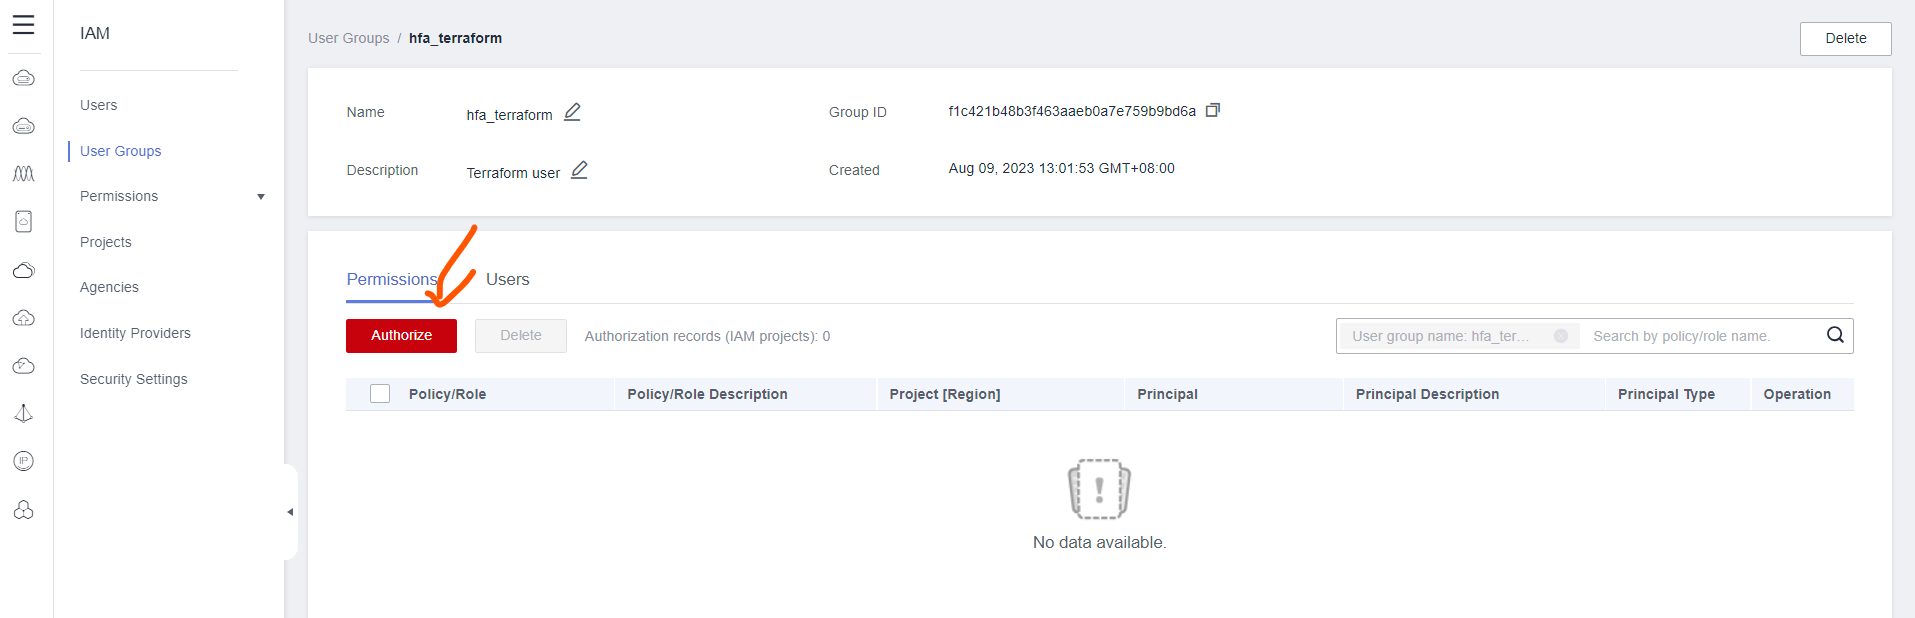 IAM
Users
User Groups
Permissions
Projects
Agencies
Identity Providers
Security Settings
User Groups / hfa_terraform
Delete
Name hfa_terraform
Group ID f1c421b48b3f463aaeb0a7e759b9bd6a
Description Terraform user
Created Aug 09, 2023 13:01:53 GMT+08:00
Permissions Users
Authorize Delete Authorization records (IAM projects): 0
User group name: hfa_ter... Search by policy/role name.
Policy/Role Policy/Role Description Project [Region] Principal Principal Description Principal Type Operation
No data available.
IP